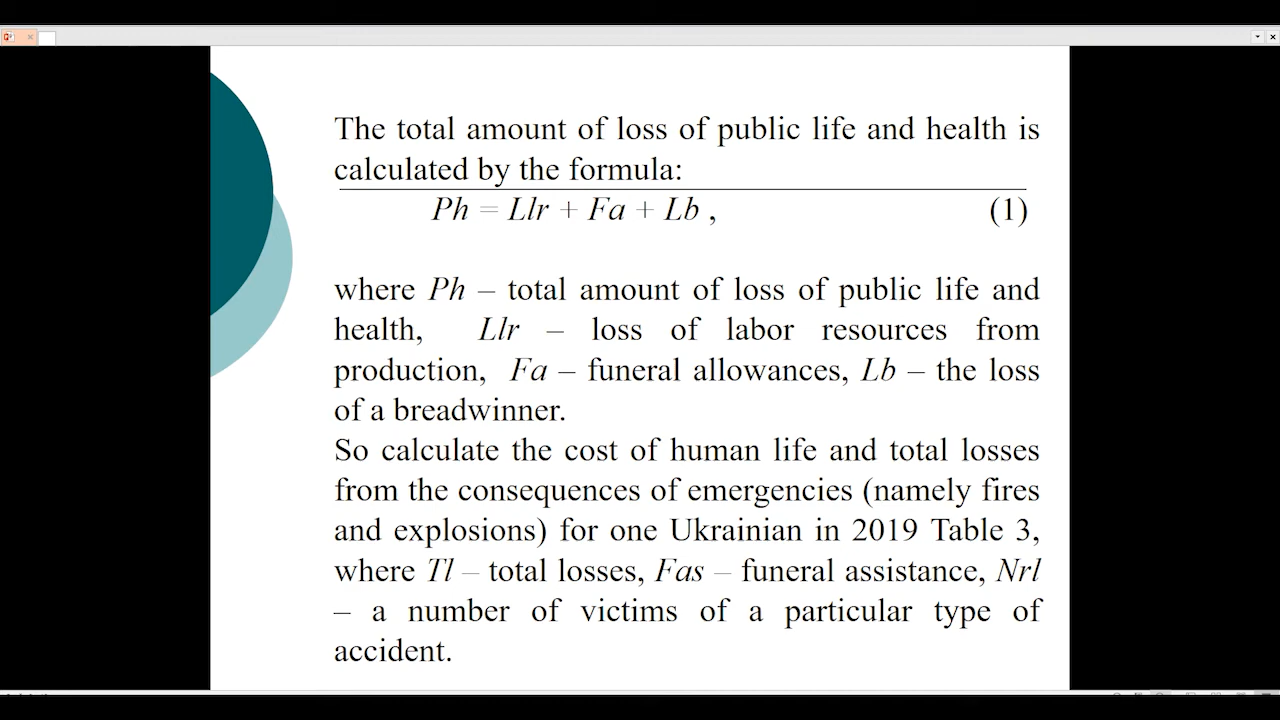 The total amount of loss of public life and health is
calculated by the formula:
Ph = Llr + Fa + Lb , (1)
where Ph – total amount of loss of public life and
health, Llr – loss of labor resources from
production, Fa – funeral allowances, Lb – the loss
of a breadwinner.
So calculate the cost of human life and total losses
from the consequences of emergencies (namely fires
and explosions) for one Ukrainian in 2019 Table 3,
where Tl – total losses, Fas – funeral assistance, Nrl
– a number of victims of a particular type of
accident.